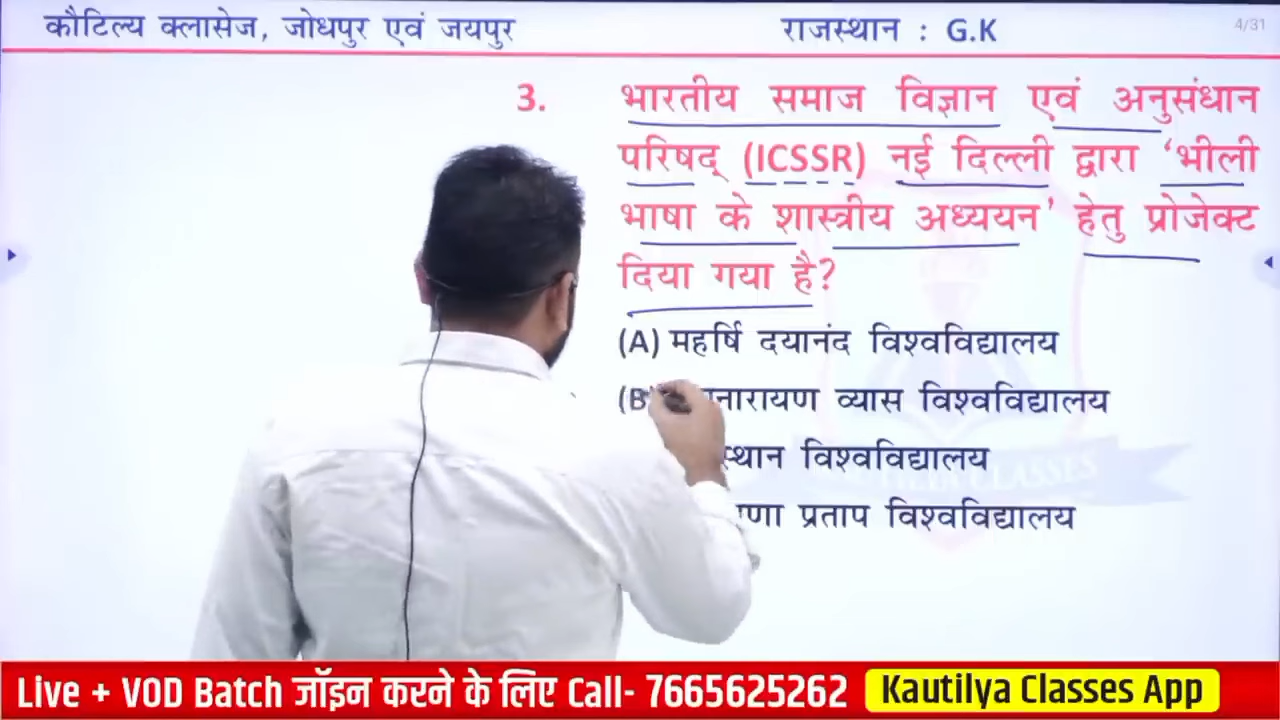 कौटिल्य क्लासेज, जोधपुर एवं जयपुर
राजस्थान : G.K
4/31
3. भारतीय समाज विज्ञान एवं अनुसंधान
परिषद् (ICSSR) नई दिल्ली द्वारा 'भीली
भाषा के शास्त्रीय अध्ययन' हेतु प्रोजेक्ट
दिया गया है?
(A) महर्षि दयानंद विश्वविद्यालय
(B) व्यास विश्वविद्यालय
विश्वविद्यालय
प्रताप विश्वविद्यालय
CLASSES
Live + VOD Batch जॉइन करने के लिए Call- 7665625262
Kautilya Classes App